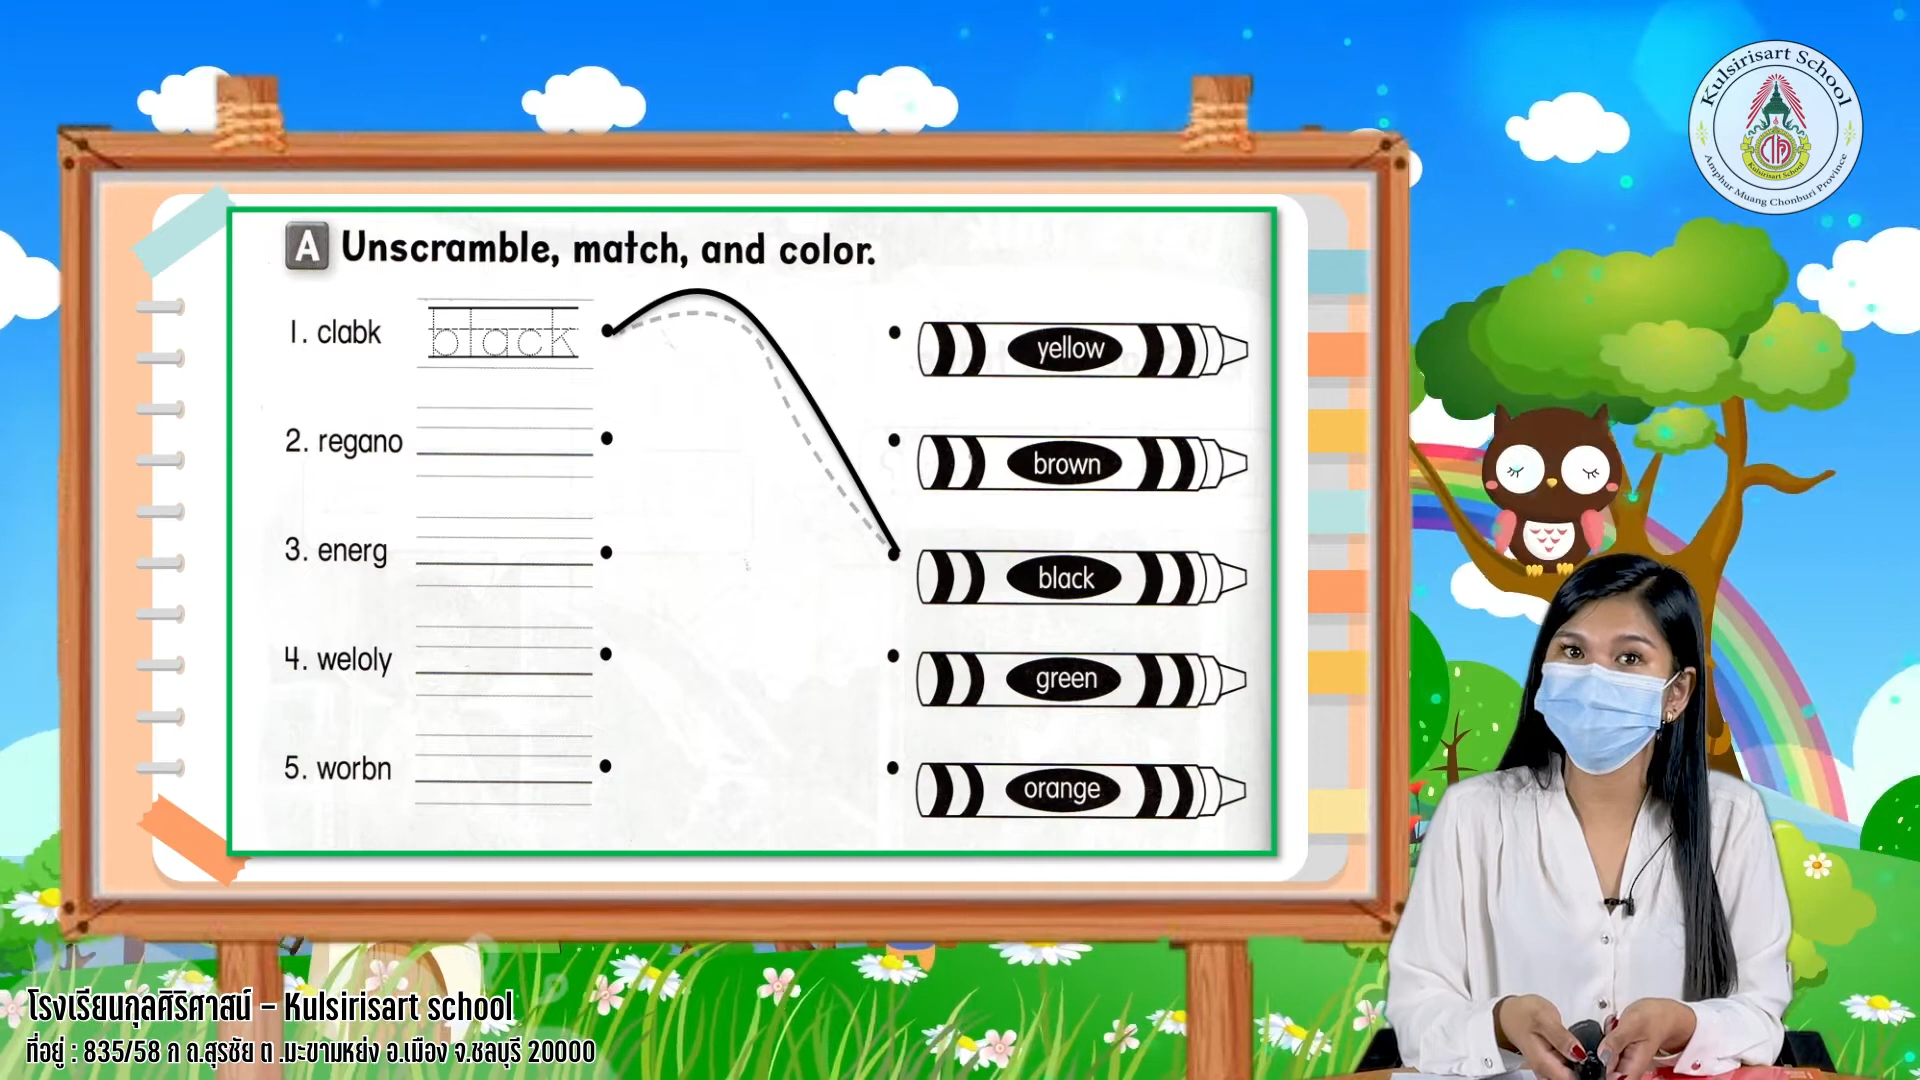 Kulsirisart School
Kulsirisart School
Amphur Muang Chonburi Province
A Unscramble, match, and color.
1. clabk black
yellow
2. regano
brown
3. energ
black
4. weloly
green
5. worbn
orange
โรงเรียนกุลศิริศาสน์ – Kulsirisart school
ที่อยู่ : 835/58 ก ถ.สุรชัย ต .มะขามหย่ง อ.เมือง จ.ชลบุรี 20000